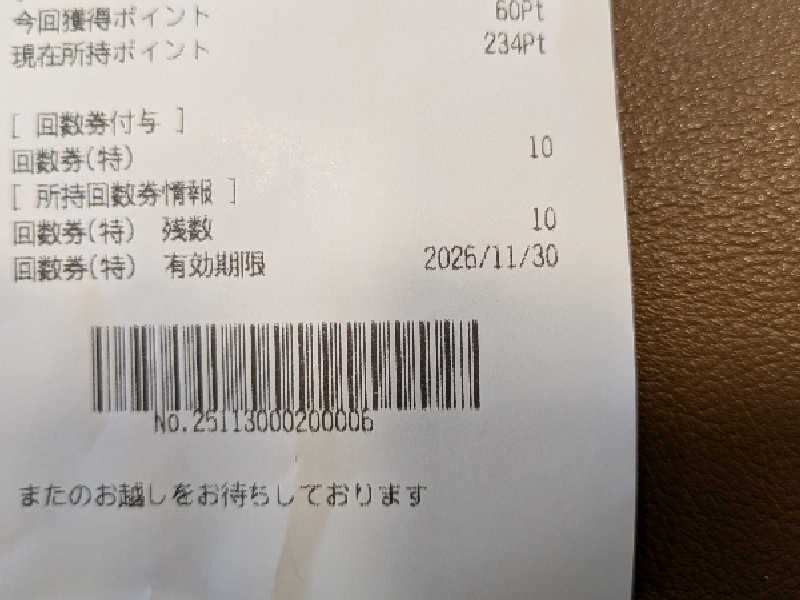 今回獲得ポイント 60Pt
現在所持ポイント 234Pt
[ 回数券付与 ]
回数券(特) 10
[ 所持回数券情報 ]
回数券(特) 残数 10
回数券(特) 有効期限 2026/11/30
No.25113000200006
またのお越しをお待ちしております